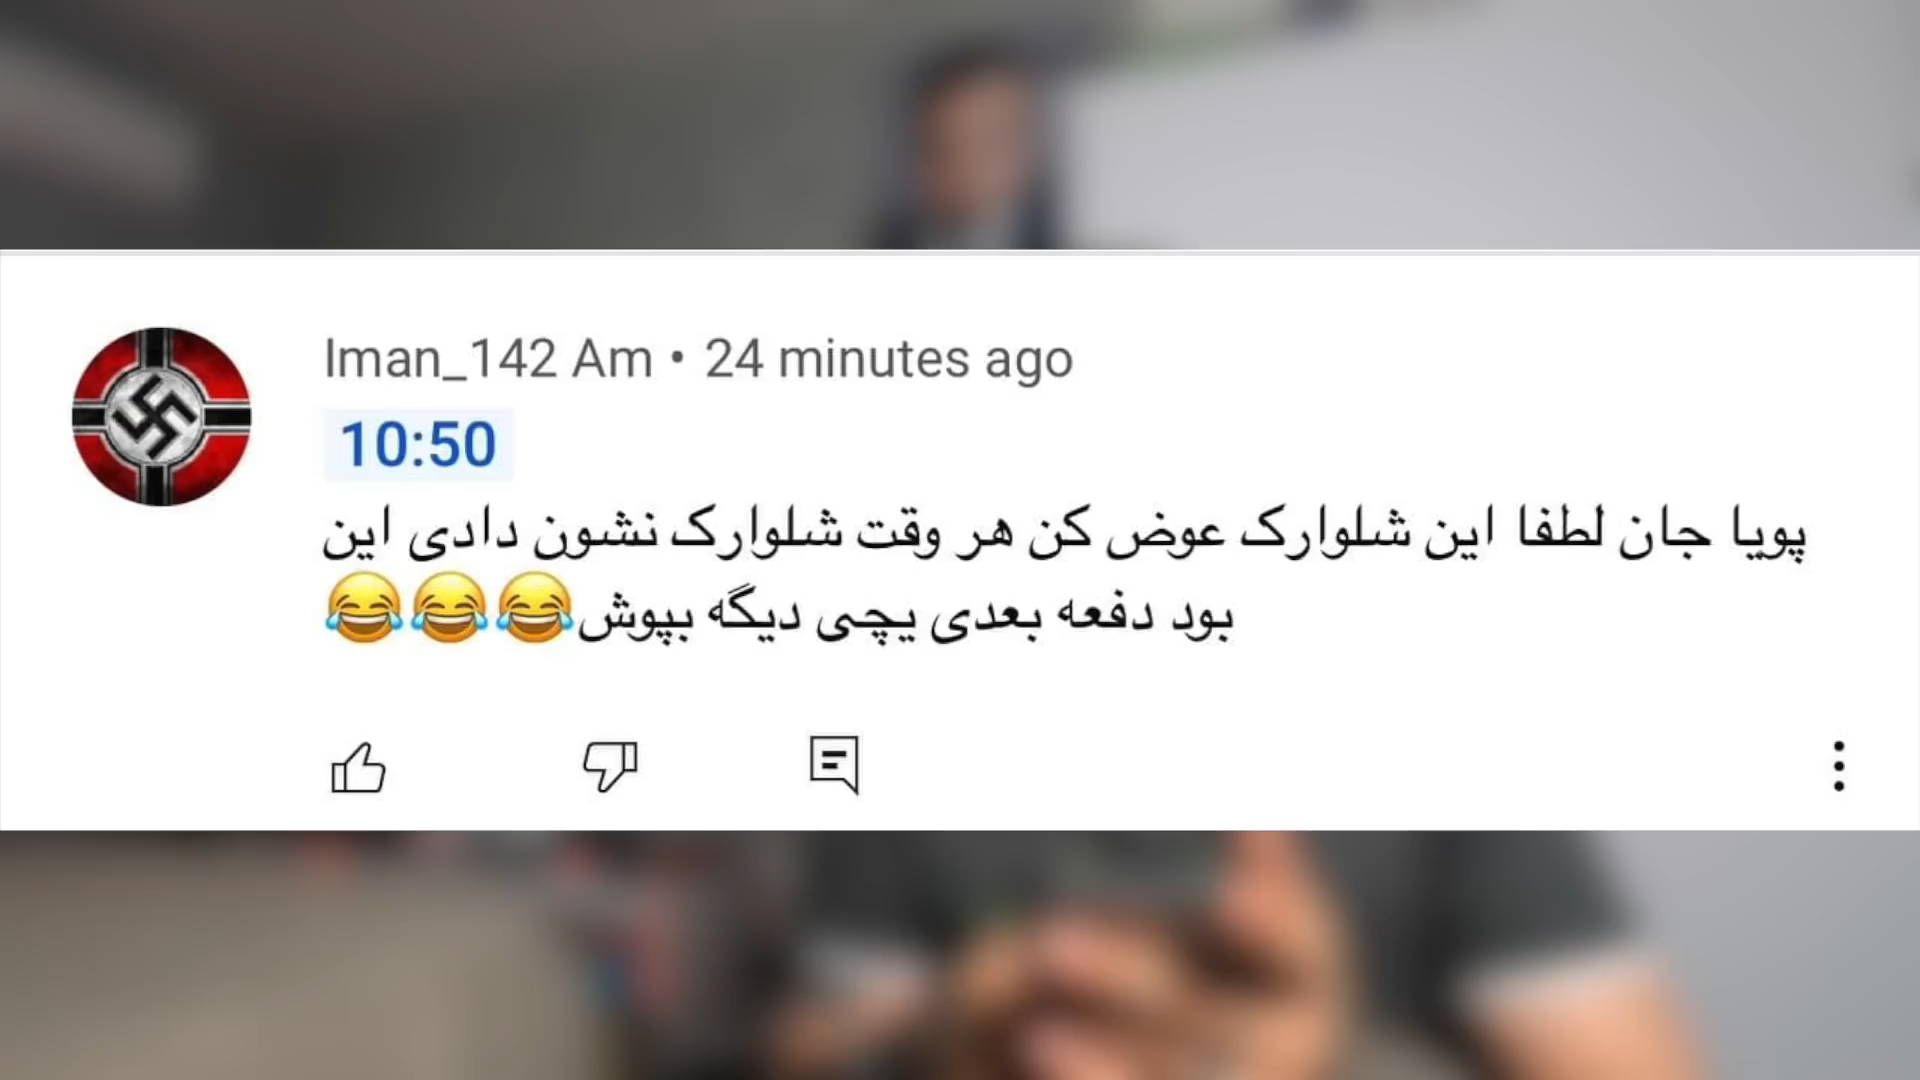 Iman_142 Am • 24 minutes ago
10:50
پویا جان لطفا این شلوارک عوض کن هر وقت شلوارک نشون دادی این
بود دفعه بعدی یچی دیگه بپوش😂😂😂